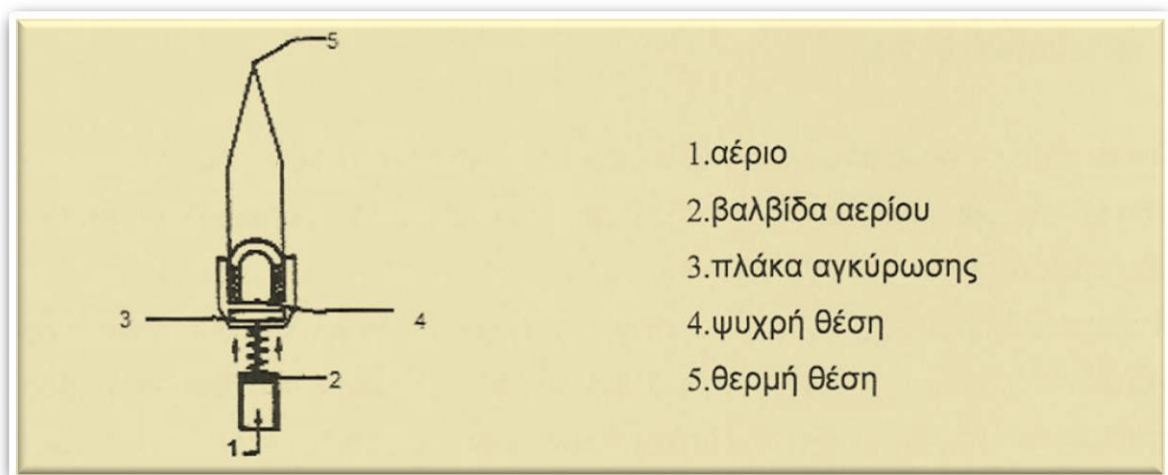 5
3
4
2
1
1.αέριο
2.βαλβίδα αερίου
3.πλάκα αγκύρωσης
4.ψυχρή θέση
5.θερμή θέση